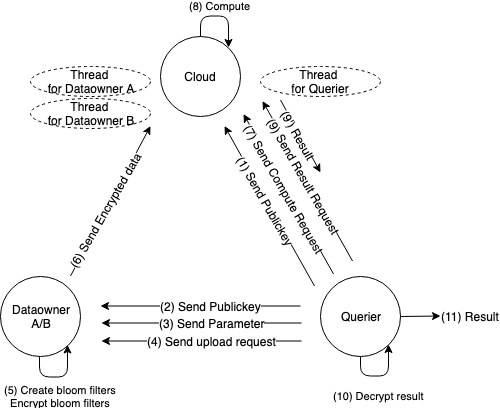 (8) Compute
Cloud
Thread
for Dataowner A
Thread
for Dataowner B
Thread
for Querier
(9') Result
(9) Send Result Request
(7) Send Compute Request
(1) Send Publickey
(6) Send Encrypted data
Dataowner
A/B
(2) Send Publickey
(3) Send Parameter
(4) Send upload request
Querier
(11) Result
(5) Create bloom filters
Encrypt bloom filters
(10) Decrypt result